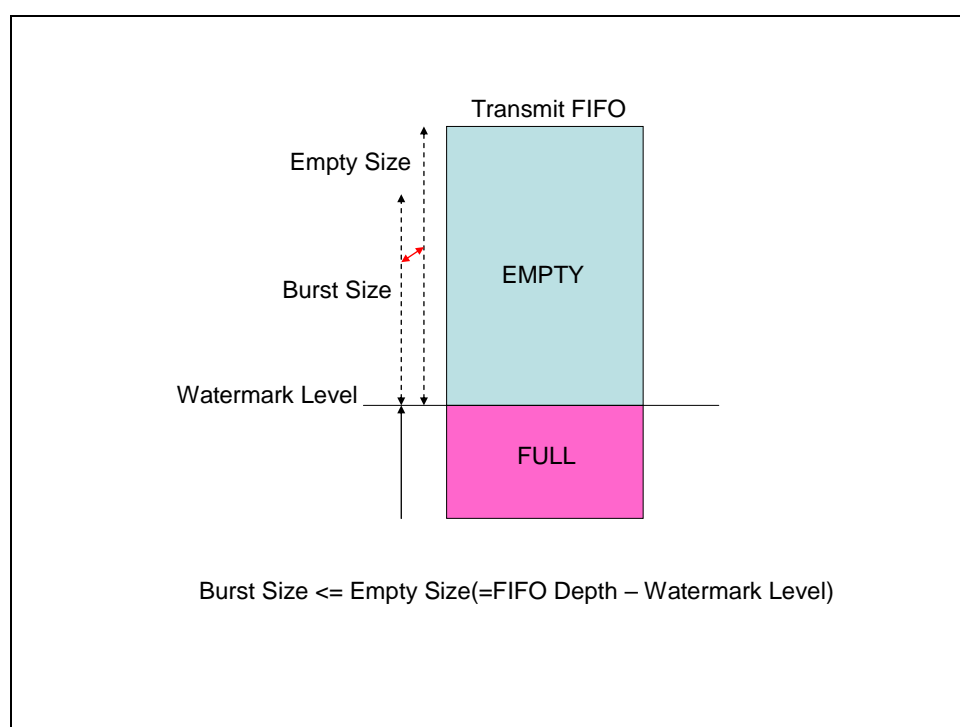 Transmit FIFO
Empty Size
EMPTY
Burst Size
Watermark Level
FULL
Burst Size <= Empty Size(=FIFO Depth – Watermark Level)